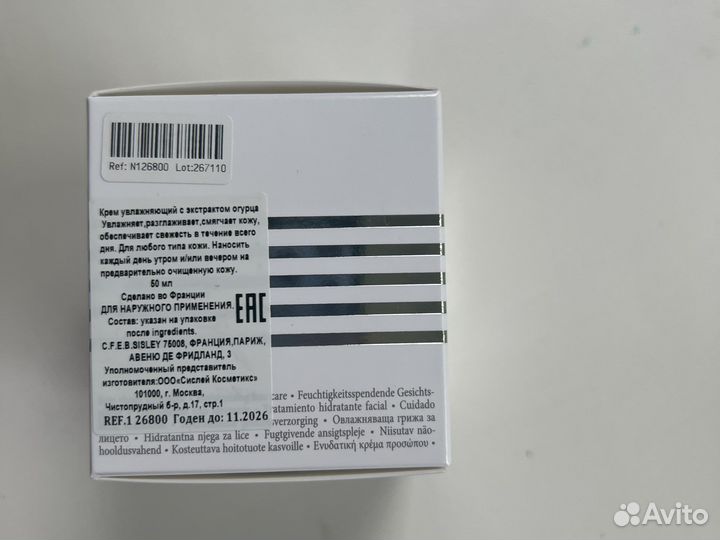 Ref: N126800 Lot:267110
Крем увлажняющий с экстрактом огурца
Увлажняет,разглаживает,смягчает кожу,
обеспечивает свежесть в течение всего
дня. Для любого типа кожи. Наносить
каждый день утром и/или вечером на
предварительно очищенную кожу.
50 мл
Сделано во Франции
ДЛЯ НАРУЖНОГО ПРИМЕНЕНИЯ.
Состав: указан на упаковке
после ingredients.
C.F.E.B.SISLEY 75008, ФРАНЦИЯ,ПАРИЖ,
АВЕНЮ ДЕ ФРИДЛАНД, 3
Уполномоченный представитель
изготовителя:ООО«Сислей Косметикс»
101000, г. Москва,
Чистопрудный б-р, д.17, стр.1
REF.1 26800 Годен до: 11.2026
EAC
care • Feuchtigkeitsspendende Gesichts-
ratamiento hidratante facial • Cuidado
sverzorging • Овлажняваща грижа за
лицето • Hidratantna njega za lice • Fugtgivende ansigtspleje • Niisutav näo-
hooldusvahend • Kosteuttava hoitotuote kasvoille • Ενυδατική κρέμα προσώπου •
Avito